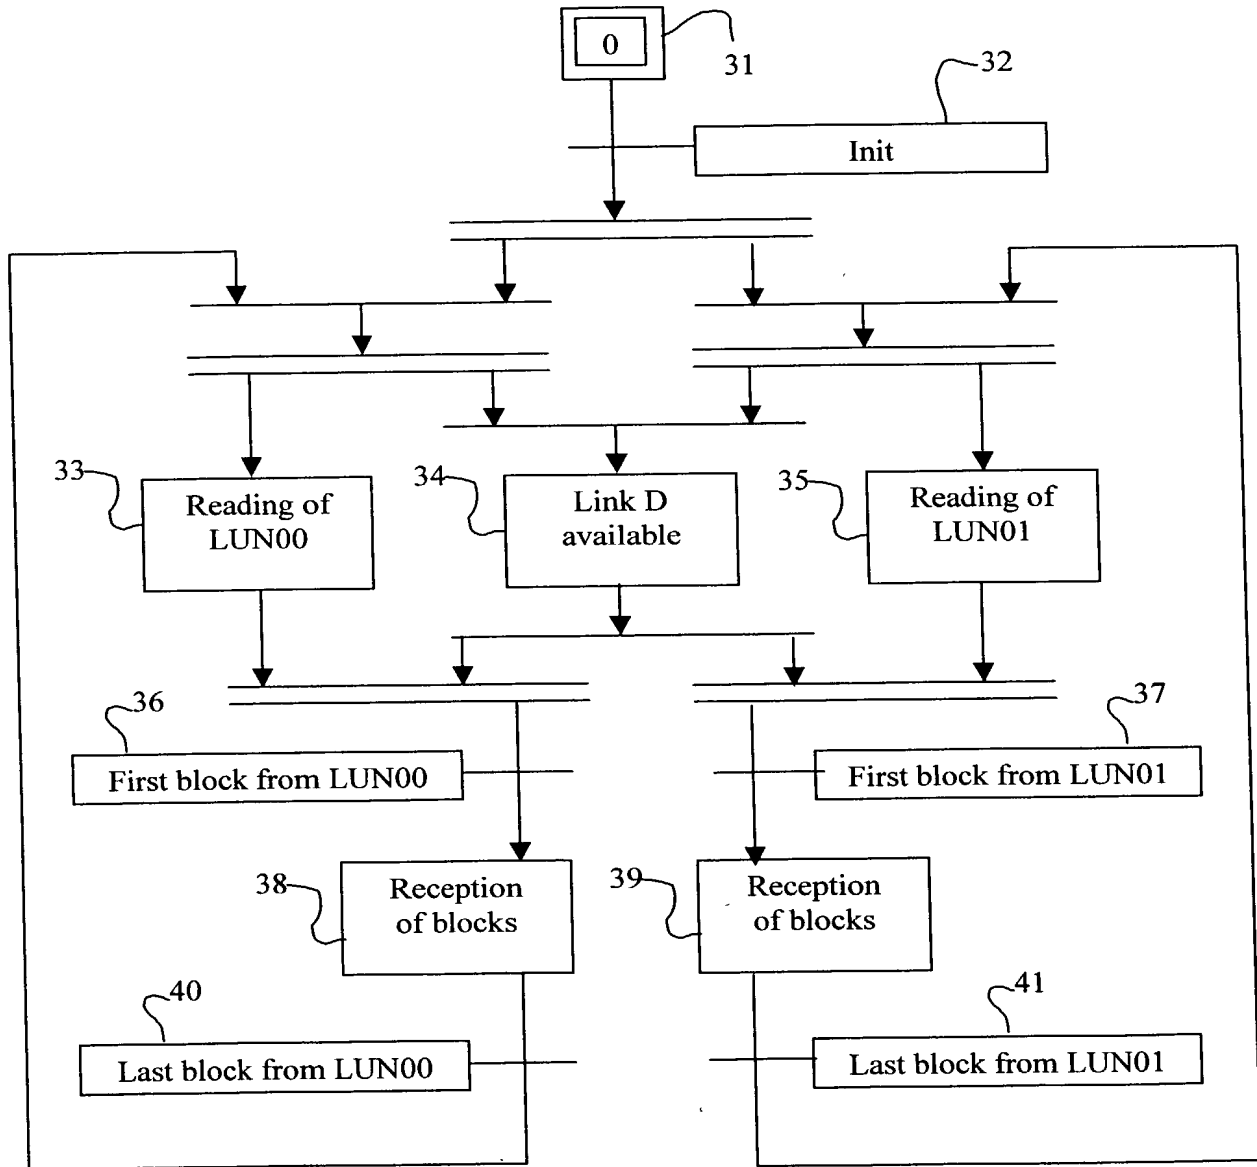 0
31
32
Init
33
Reading of
LUN00
34
Link D
available
35
Reading of
LUN01
36
First block from LUN00
37
First block from LUN01
38
Reception
of blocks
39
Reception
of blocks
40
Last block from LUN00
41
Last block from LUN01